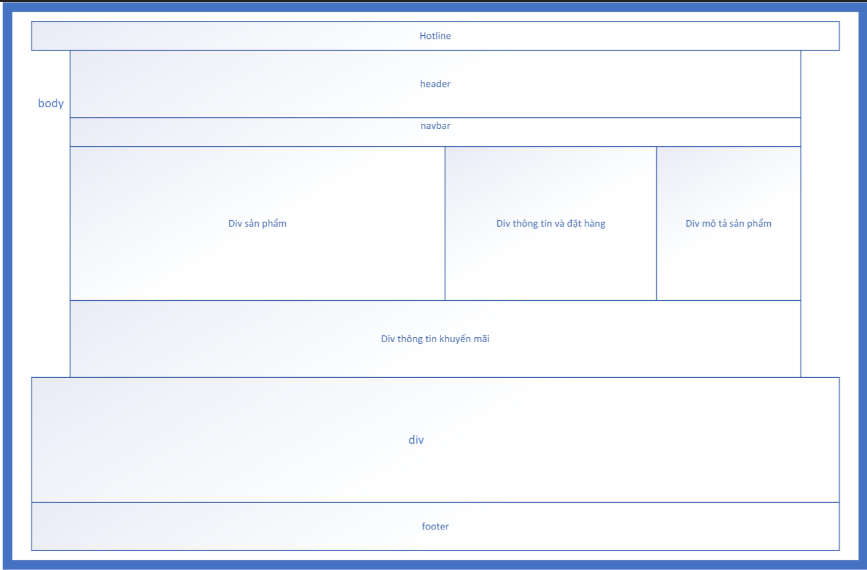 Hotline
header
body
navbar
Div sản phẩm
Div thông tin và đặt hàng
Div mô tả sản phẩm
Div thông tin khuyến mãi
div
footer